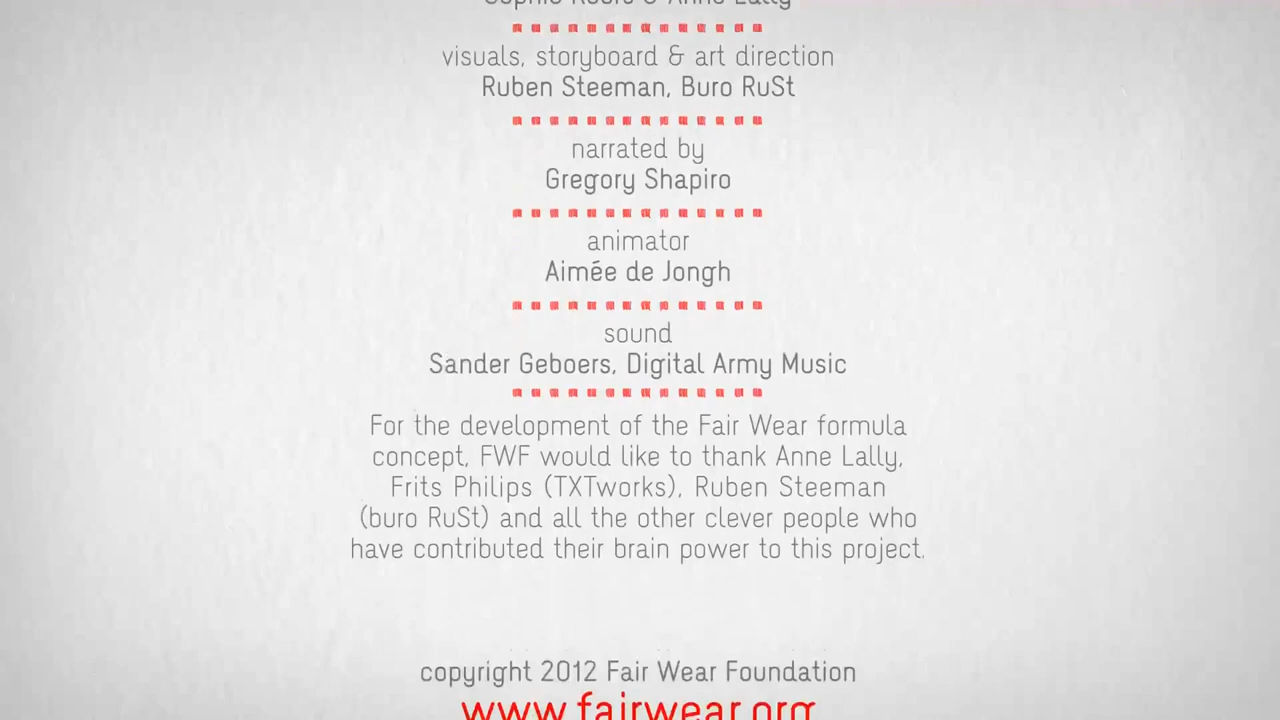 & Anne Lally
visuals, storyboard & art direction
Ruben Steeman, Buro RuSt
narrated by
Gregory Shapiro
animator
Aimée de Jongh
sound
Sander Geboers, Digital Army Music
For the development of the Fair Wear formula
concept, FWF would like to thank Anne Lally,
Frits Philips (TXTworks), Ruben Steeman
(buro RuSt) and all the other clever people who
have contributed their brain power to this project.
copyright 2012 Fair Wear Foundation
www.fairwear.org